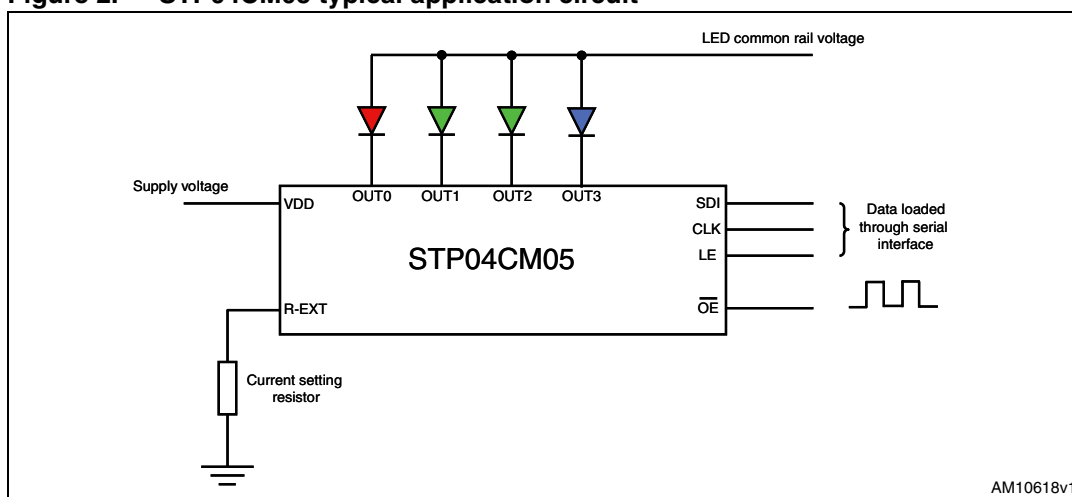 LED common rail voltage
Supply voltage
VDD
OUT0 OUT1 OUT2 OUT3
SDI
CLK
LE
Data loaded
through serial
interface
STP04CM05
R-EXT
OE
Current setting
resistor
AM10618v1